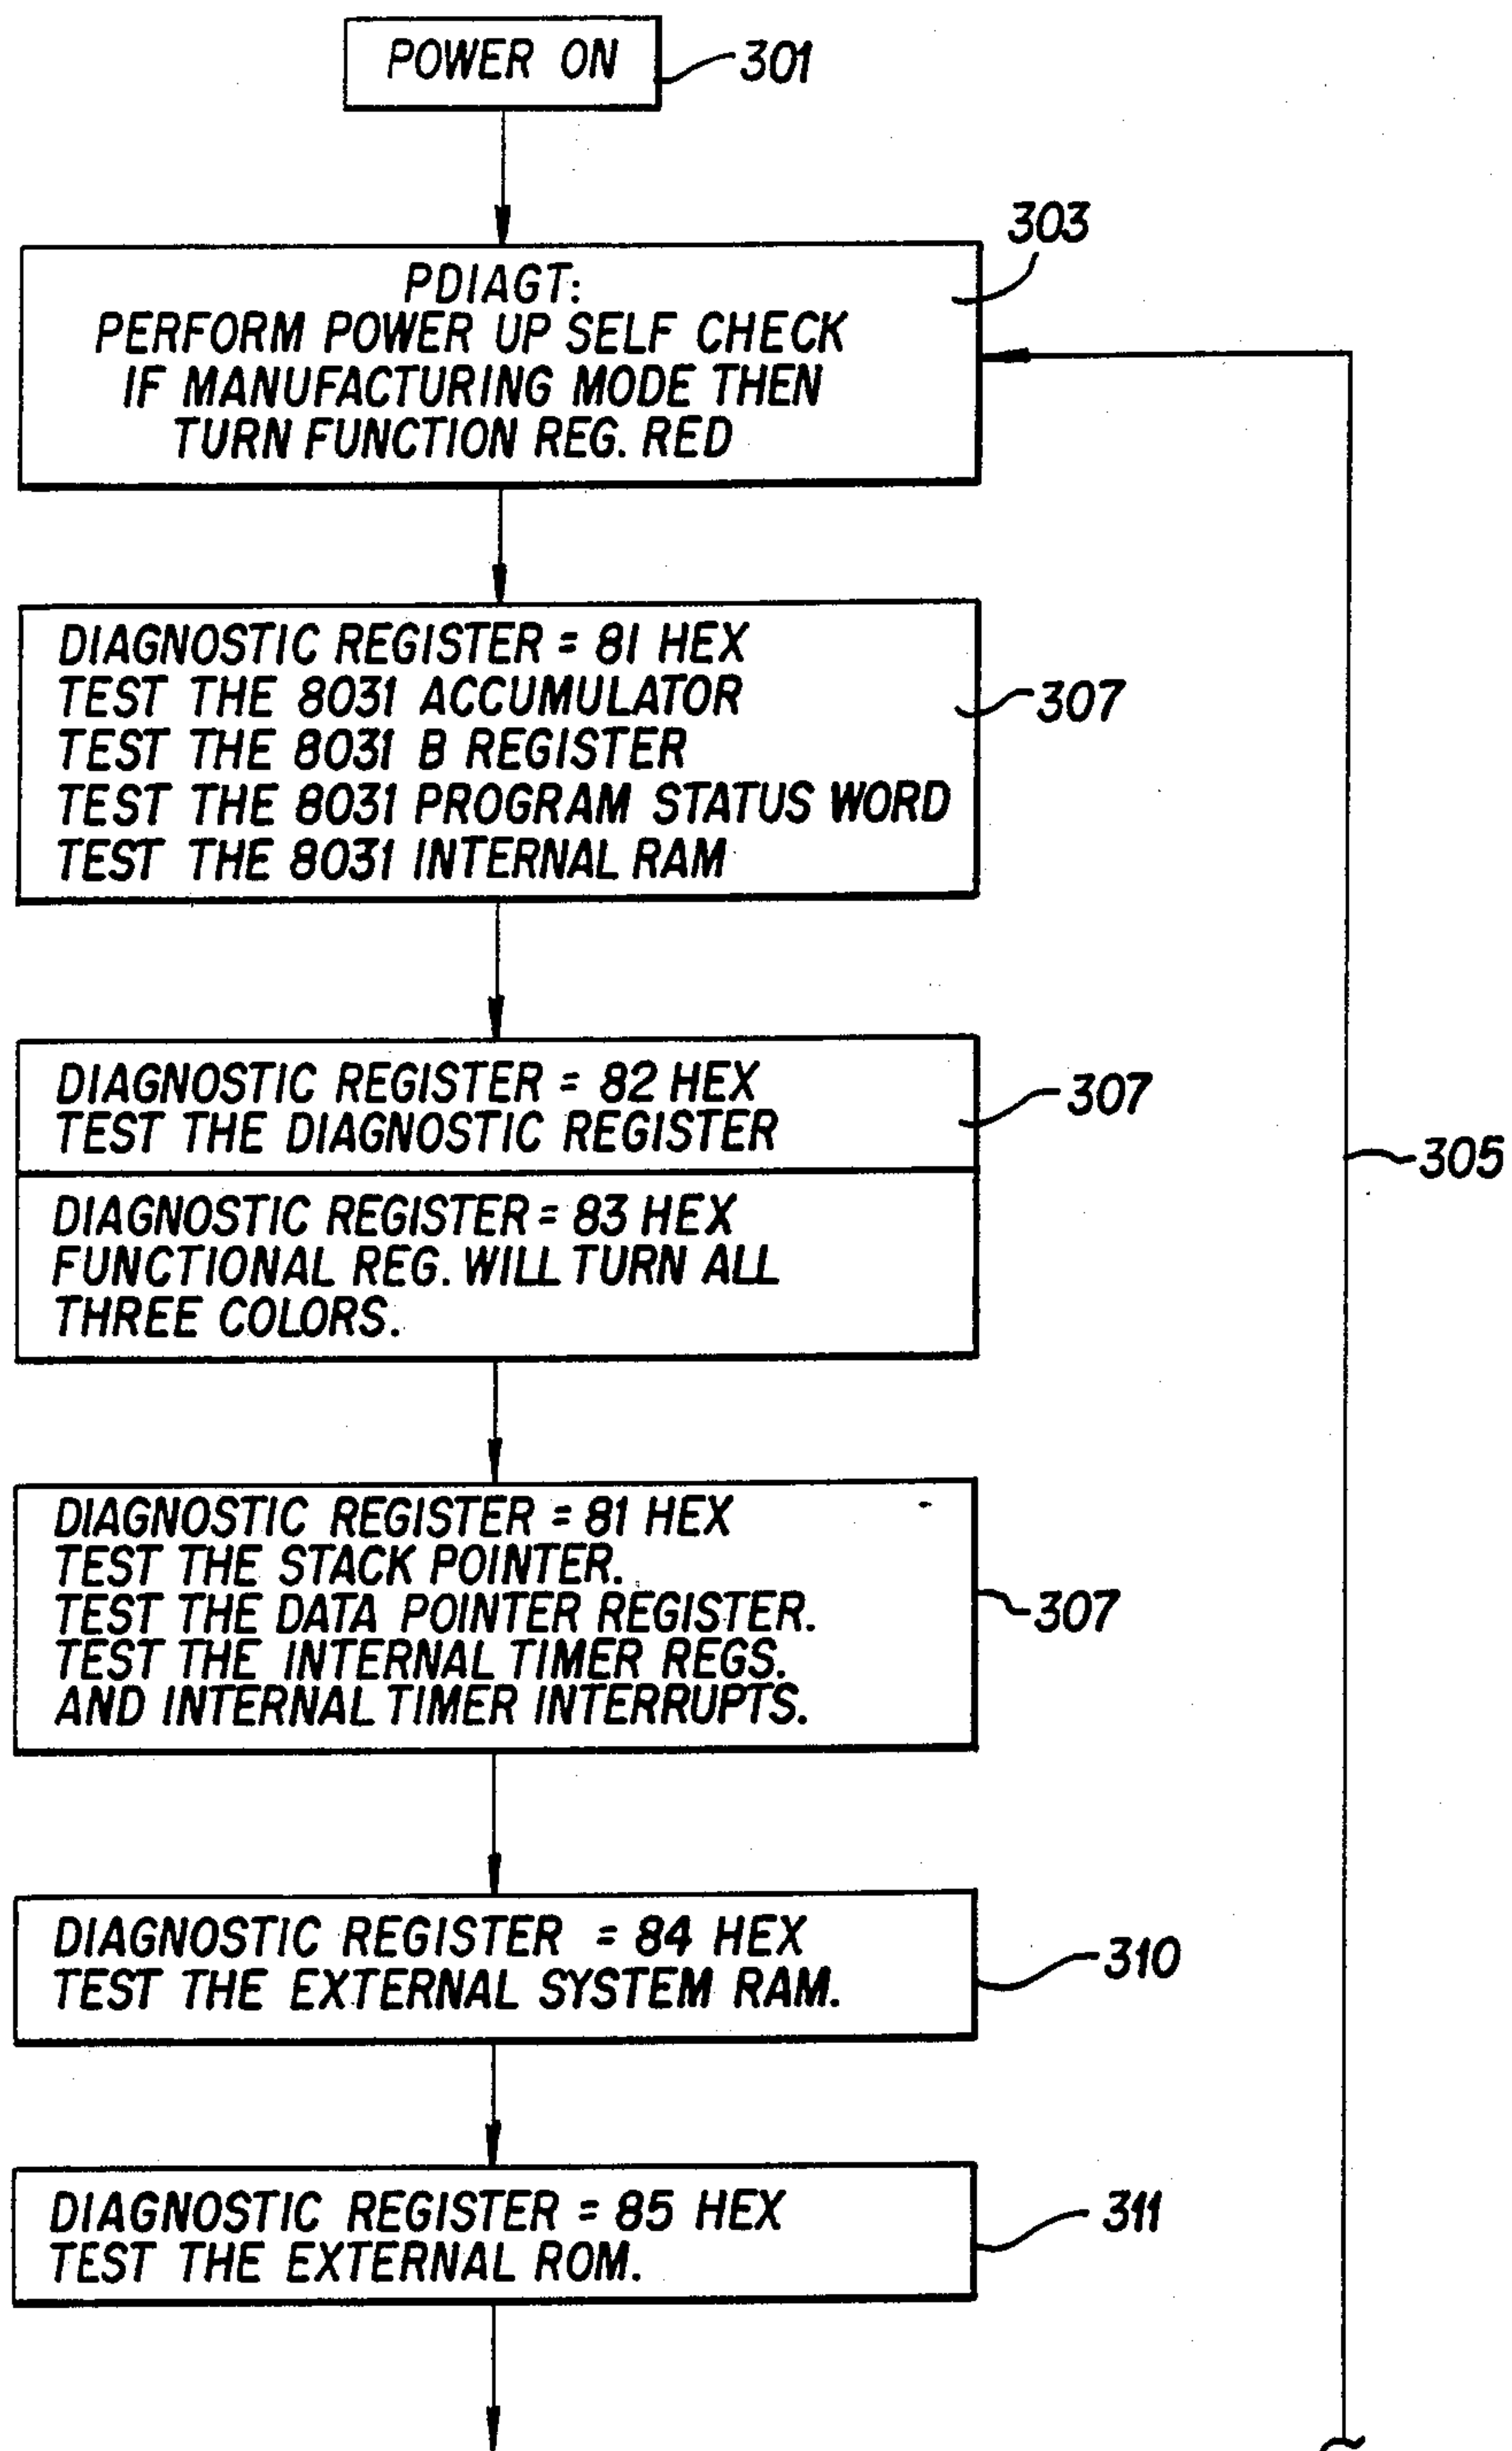 POWER ON
301
303
PDIAGT:
PERFORM POWER UP SELF CHECK
IF MANUFACTURING MODE THEN
TURN FUNCTION REG. RED
DIAGNOSTIC REGISTER = 81 HEX
TEST THE 8031 ACCUMULATOR
TEST THE 8031 B REGISTER
TEST THE 8031 PROGRAM STATUS WORD
TEST THE 8031 INTERNAL RAM
307
DIAGNOSTIC REGISTER = 82 HEX
TEST THE DIAGNOSTIC REGISTER
307
305
DIAGNOSTIC REGISTER = 83 HEX
FUNCTIONAL REG. WILL TURN ALL
THREE COLORS.
DIAGNOSTIC REGISTER = 81 HEX
TEST THE STACK POINTER.
TEST THE DATA POINTER REGISTER.
TEST THE INTERNAL TIMER REGS.
AND INTERNAL TIMER INTERRUPTS.
307
DIAGNOSTIC REGISTER = 84 HEX
TEST THE EXTERNAL SYSTEM RAM.
310
DIAGNOSTIC REGISTER = 85 HEX
TEST THE EXTERNAL ROM.
311